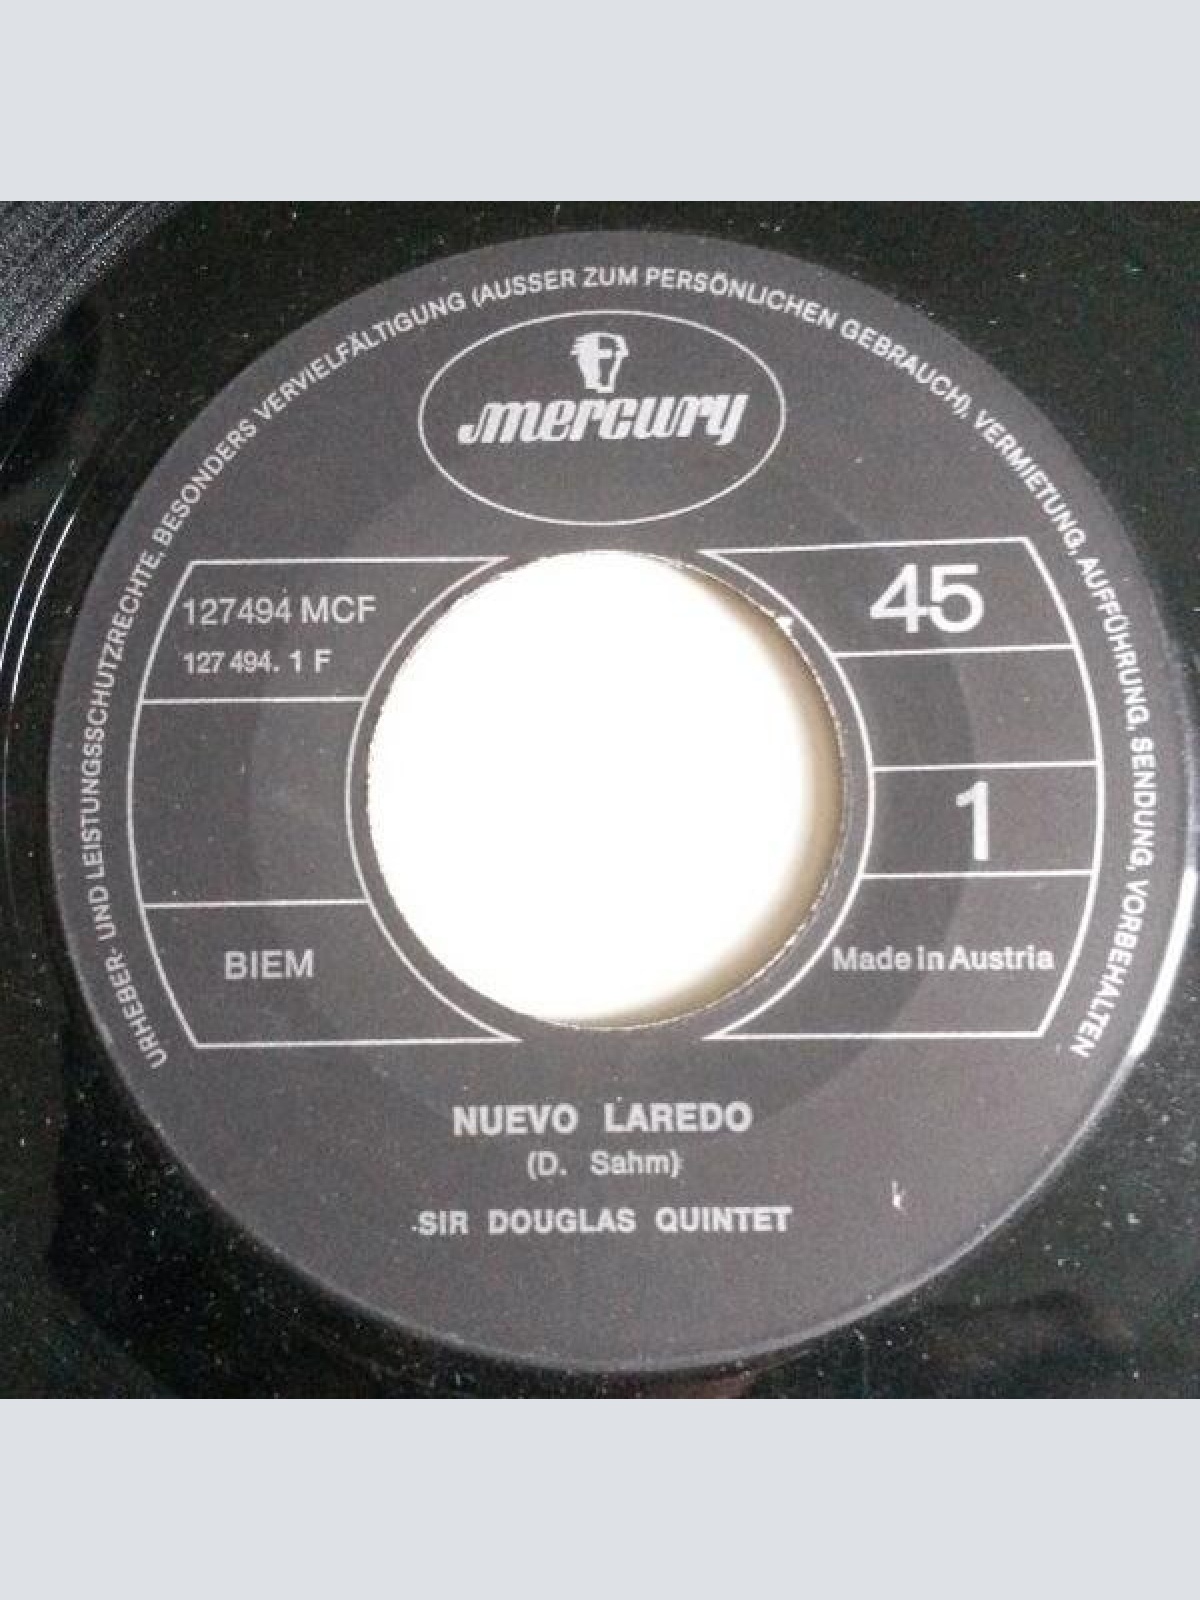 URHEBER- UND LEISTUNGSSCHUTZRECHTE, BESONDERS VERVIELFÄLTIGUNG (AUSSER ZUM PERSÖNLICHEN GEBRAUCH), VERMIETUNG, AUFFÜHRUNG, SENDUNG, VORBEHALTEN
mercury
127494 MCF
127 494. 1 F
45
1
BIEM
Made in Austria
NUEVO LAREDO
(D. Sahm)
SIR DOUGLAS QUINTET